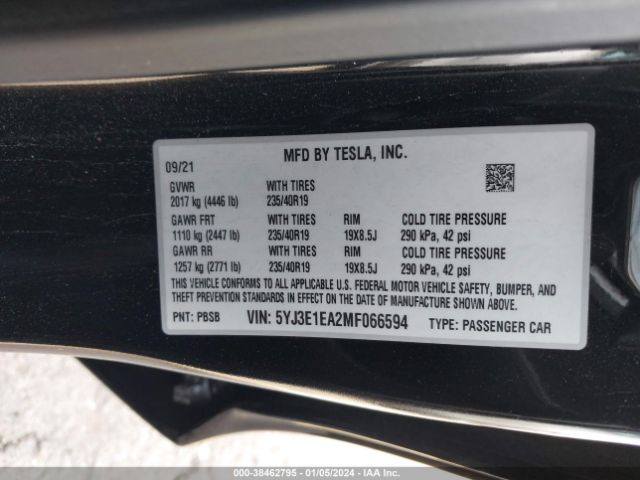 MFD BY TESLA, INC.
09/21
GVWR WITH TIRES
2017 kg (4446 lb) 235/40R19
GAWR FRT WITH TIRES RIM COLD TIRE PRESSURE
1110 kg (2447 lb) 235/40R19 19X8.5J 290 kPa, 42 psi
GAWR RR WITH TIRES RIM COLD TIRE PRESSURE
1257 kg (2771 lb) 235/40R19 19X8.5J 290 kPa, 42 psi
THIS VEHICLE CONFORMS TO ALL APPLICABLE U.S. FEDERAL MOTOR VEHICLE SAFETY, BUMPER, AND
THEFT PREVENTION STANDARDS IN EFFECT ON THE DATE OF MANUFACTURE SHOWN ABOVE.
PNT: PBSB VIN: 5YJ3E1EA2MF066594 TYPE: PASSENGER CAR
000-38462795 - 01/05/2024 - IAA Inc.